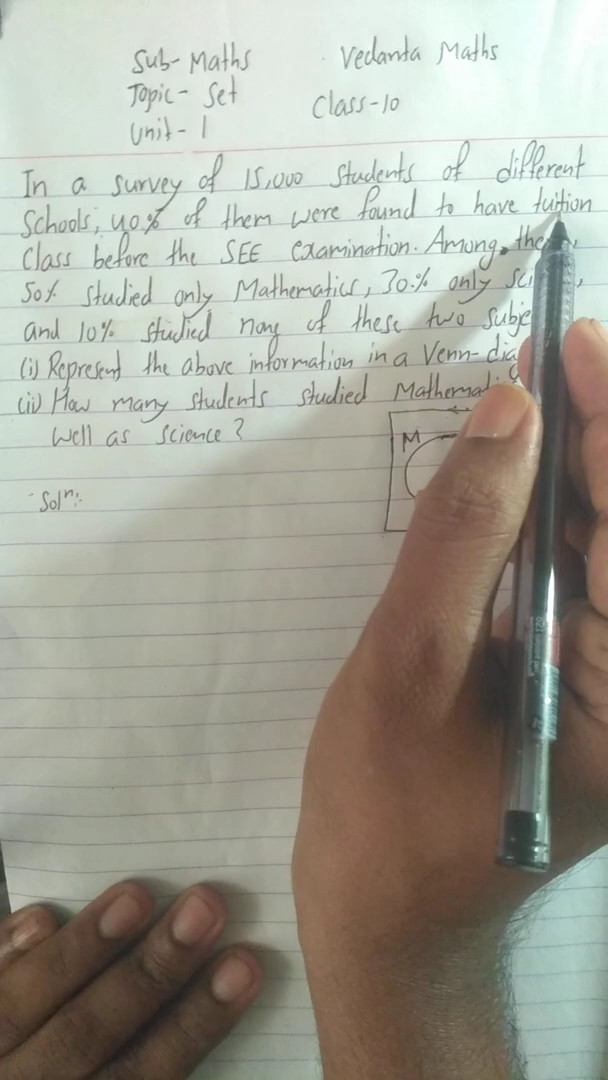 Sub- Maths Vedanta Maths
Topic- Set Class-10
Unit- 1
In a survey of 15,000 students of different
Schools, 40% of them were found to have tuition
Class before the SEE examination. Among
50% studied only Mathematics, 30% only
and 10% studied none of these two
(i) Represent the above information in a Venn-
(ii) How many students studied
Well as science?
M
Solⁿ: